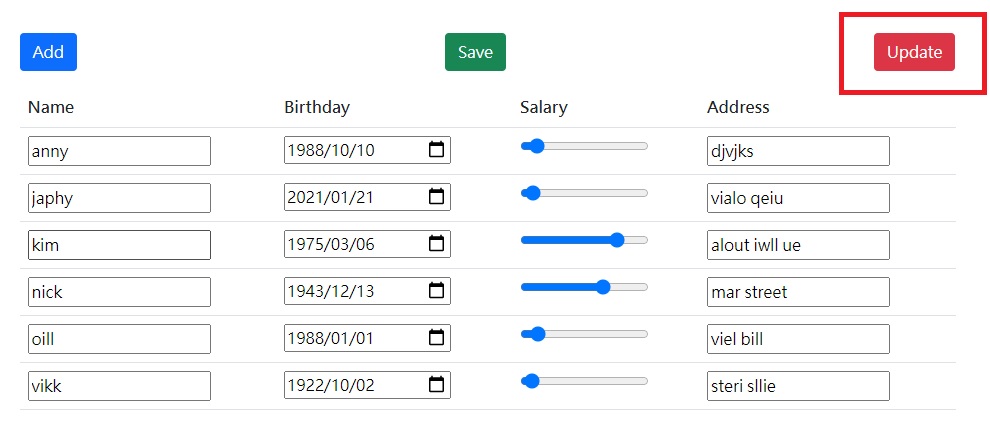 Add Save Update
Name Birthday Salary Address
anny 1988/10/10 djvjks
japhy 2021/01/21 vialo qeiu
kim 1975/03/06 alout iwll ue
nick 1943/12/13 mar street
oill 1988/01/01 viel bill
vikk 1922/10/02 steri sllie